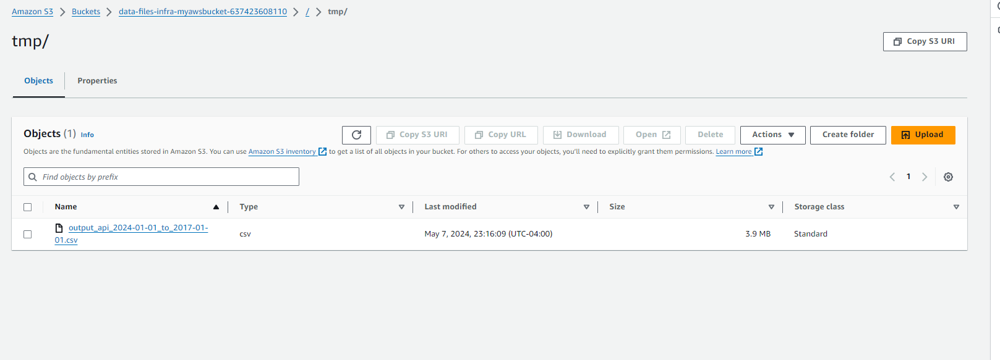 Amazon S3 > Buckets > data-files-infra-myawsbucket-637423608110 > / > tmp/
tmp/
Copy S3 URI
Objects
Properties
Objects (1) Info
Copy S3 URI
Copy URL
Download
Open
Delete
Actions
Create folder
Upload
Objects are the fundamental entities stored in Amazon S3. You can use Amazon S3 inventory to get a list of all objects in your bucket. For others to access your objects, you'll need to explicitly grant them permissions. Learn more
Find objects by prefix
1
Name
Type
Last modified
Size
Storage class
output_api_2024-01-01_to_2017-01-
01.csv
csv
May 7, 2024, 23:16:09 (UTC-04:00)
3.9 MB
Standard